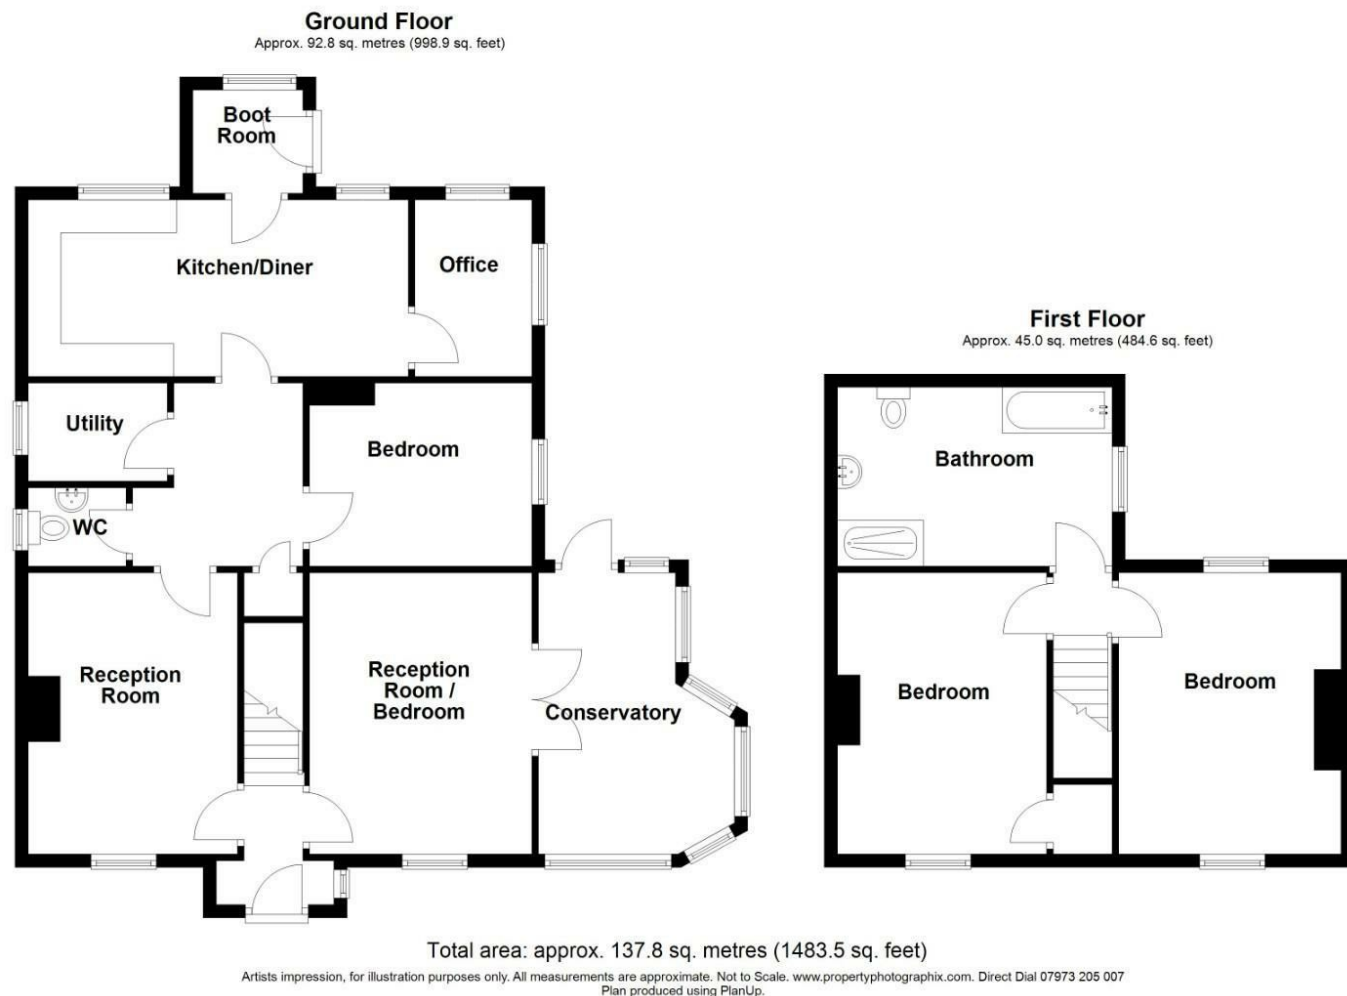 Ground Floor
Approx. 92.8 sq. metres (998.9 sq. feet)
Boot
Room
Kitchen/Diner
Office
Utility
Bedroom
WC
Reception
Room
Reception
Room /
Bedroom
Conservatory
First Floor
Approx. 45.0 sq. metres (484.6 sq. feet)
Bathroom
Bedroom
Bedroom
Total area: approx. 137.8 sq. metres (1483.5 sq. feet)
Artists impression, for illustration purposes only. All measurements are approximate. Not to Scale. www.propertyphotographix.com. Direct Dial 07973 205 007
Plan produced using PlanUp.